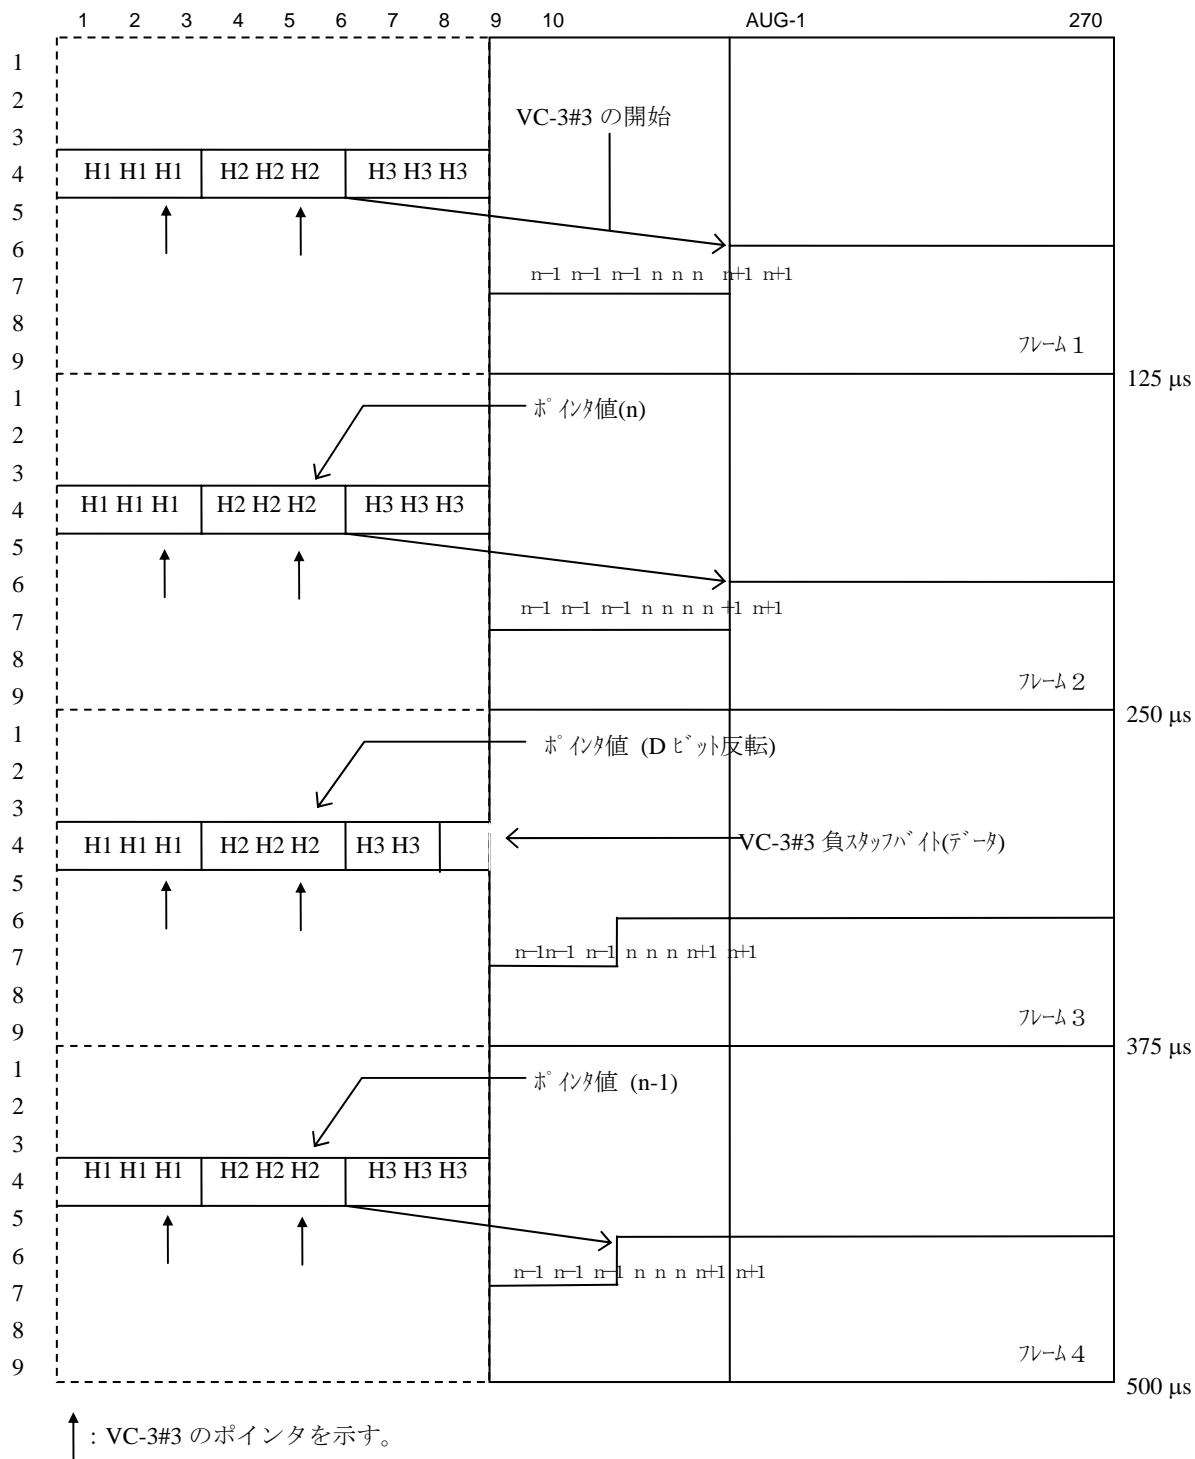 1 2 3 4 5 6 7 8 9 10 AUG-1 270
1
2
VC-3#3 の開始
3
4 H1 H1 H1 H2 H2 H2 H3 H3 H3
5
6
n−1 n−1 n−1 n n n n+1 n+1
7
8
フレーム 1
9
125 μs
1
ポインタ値(n)
2
3
4 H1 H1 H1 H2 H2 H2 H3 H3 H3
5
6
n−1 n−1 n−1 n n n n +1 n+1
7
8
フレーム 2
9
250 μs
1
ポインタ値 (D ビット反転)
2
3
4 H1 H1 H1 H2 H2 H2 H3 H3 VC-3#3 負スタッフバイト(データ)
5
6
7 n−1n−1 n−1 n n n n+1 n+1
8
フレーム 3
9
375 μs
1
ポインタ値 (n-1)
2
3
4 H1 H1 H1 H2 H2 H2 H3 H3 H3
5
6
n−1 n−1 n−1 n n n n+1 n+1
7
8
フレーム 4
9
500 μs
: VC-3#3 のポインタを示す。